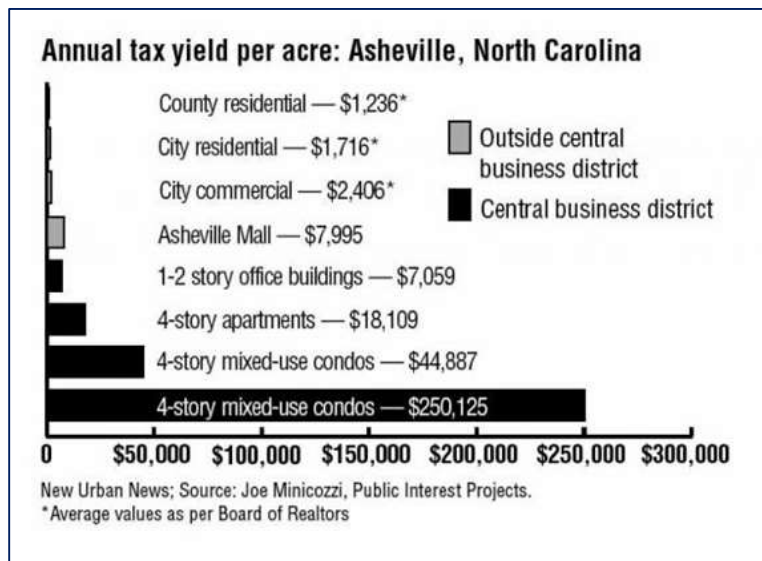 Annual tax yield per acre: Asheville, North Carolina
County residential — $1,236*
City residential — $1,716*
City commercial — $2,406*
Asheville Mall — $7,995
1-2 story office buildings — $7,059
4-story apartments — $18,109
4-story mixed-use condos — $44,887
4-story mixed-use condos — $250,125
Outside central
business district
Central business district
0 $50,000 $100,000 $150,000 $200,000 $250,000 $300,000
New Urban News; Source: Joe Minicozzi, Public Interest Projects.
*Average values as per Board of Realtors